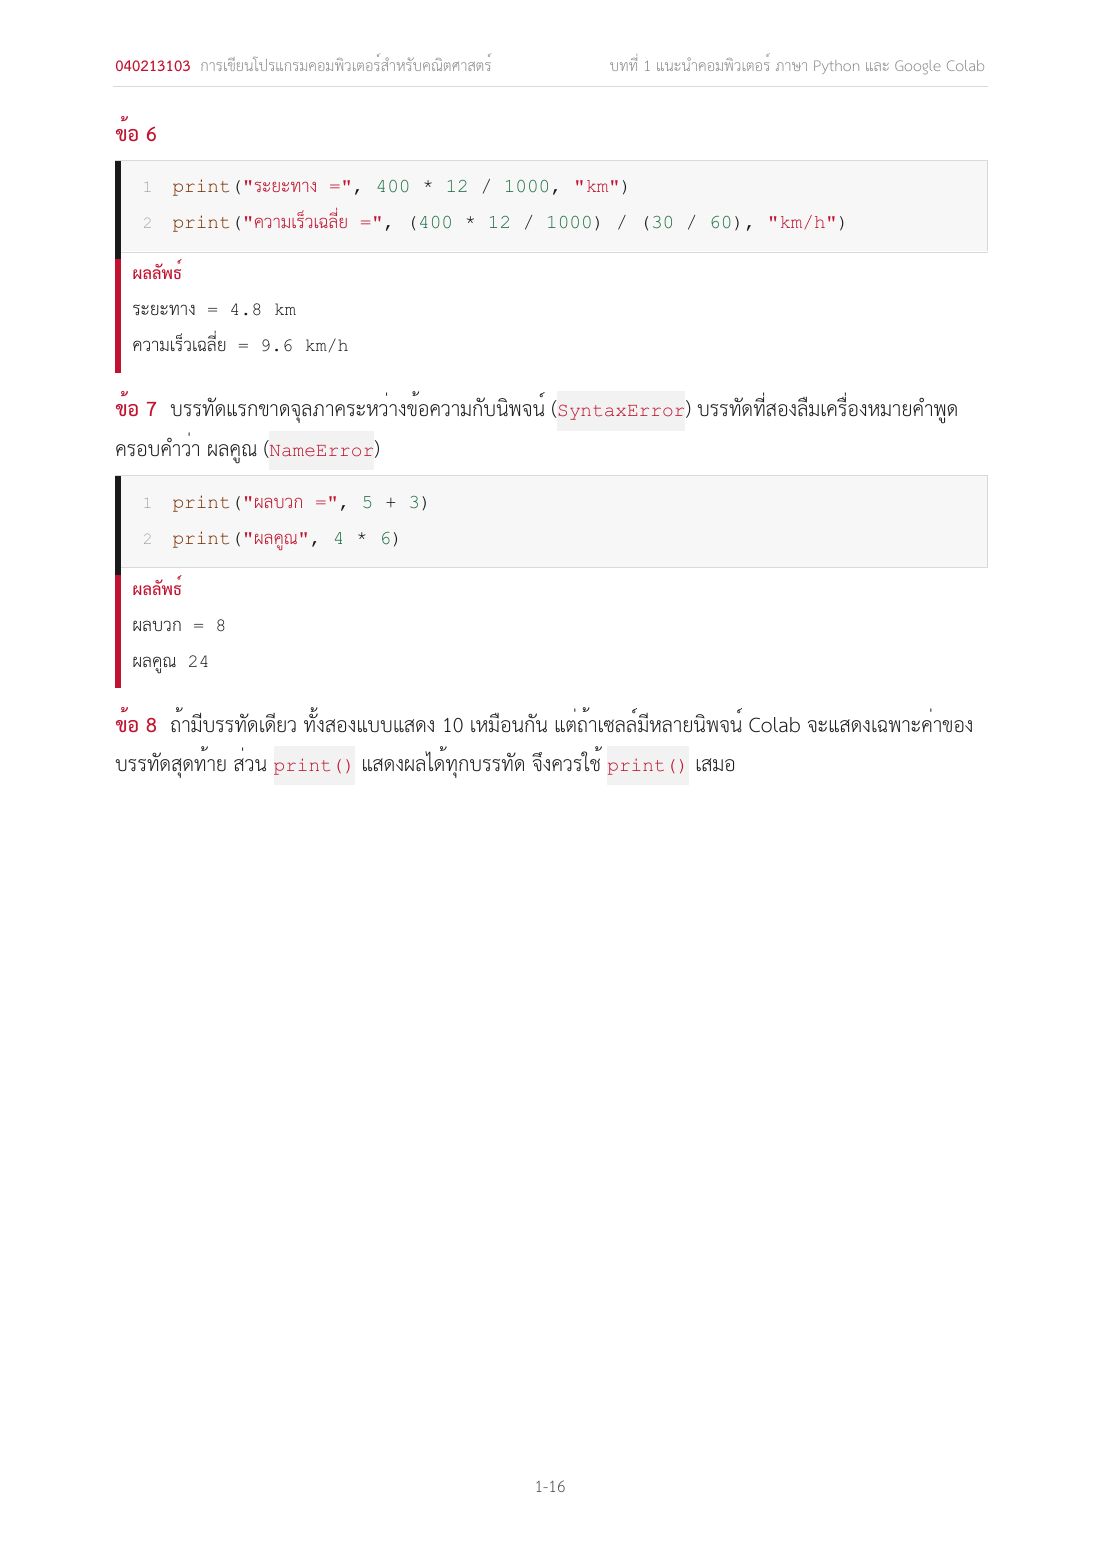 040213103 การเขียนโปรแกรมคอมพิวเตอร์สำหรับคณิตศาสตร์ บทที่ 1 แนะนำคอมพิวเตอร์ ภาษา Python และ Google Colab
ข้อ 6
1 print("ระยะทาง =", 400 * 12 / 1000, "km")
2 print("ความเร็วเฉลี่ย =", (400 * 12 / 1000) / (30 / 60), "km/h")
ผลลัพธ์
ระยะทาง = 4.8 km
ความเร็วเฉลี่ย = 9.6 km/h
ข้อ 7 บรรทัดแรกขาดจุลภาคระหว่างข้อความกับนิพจน์ (SyntaxError) บรรทัดที่สองลืมเครื่องหมายคำพูด
ครอบคำว่า ผลคูณ (NameError)
1 print("ผลบวก =", 5 + 3)
2 print("ผลคูณ", 4 * 6)
ผลลัพธ์
ผลบวก = 8
ผลคูณ 24
ข้อ 8 ถ้ามีบรรทัดเดียว ทั้งสองแบบแสดง 10 เหมือนกัน แต่ถ้าเซลล์มีหลายนิพจน์ Colab จะแสดงเฉพาะค่าของ
บรรทัดสุดท้าย ส่วน print() แสดงผลได้ทุกบรรทัด จึงควรใช้ print() เสมอ
1-16